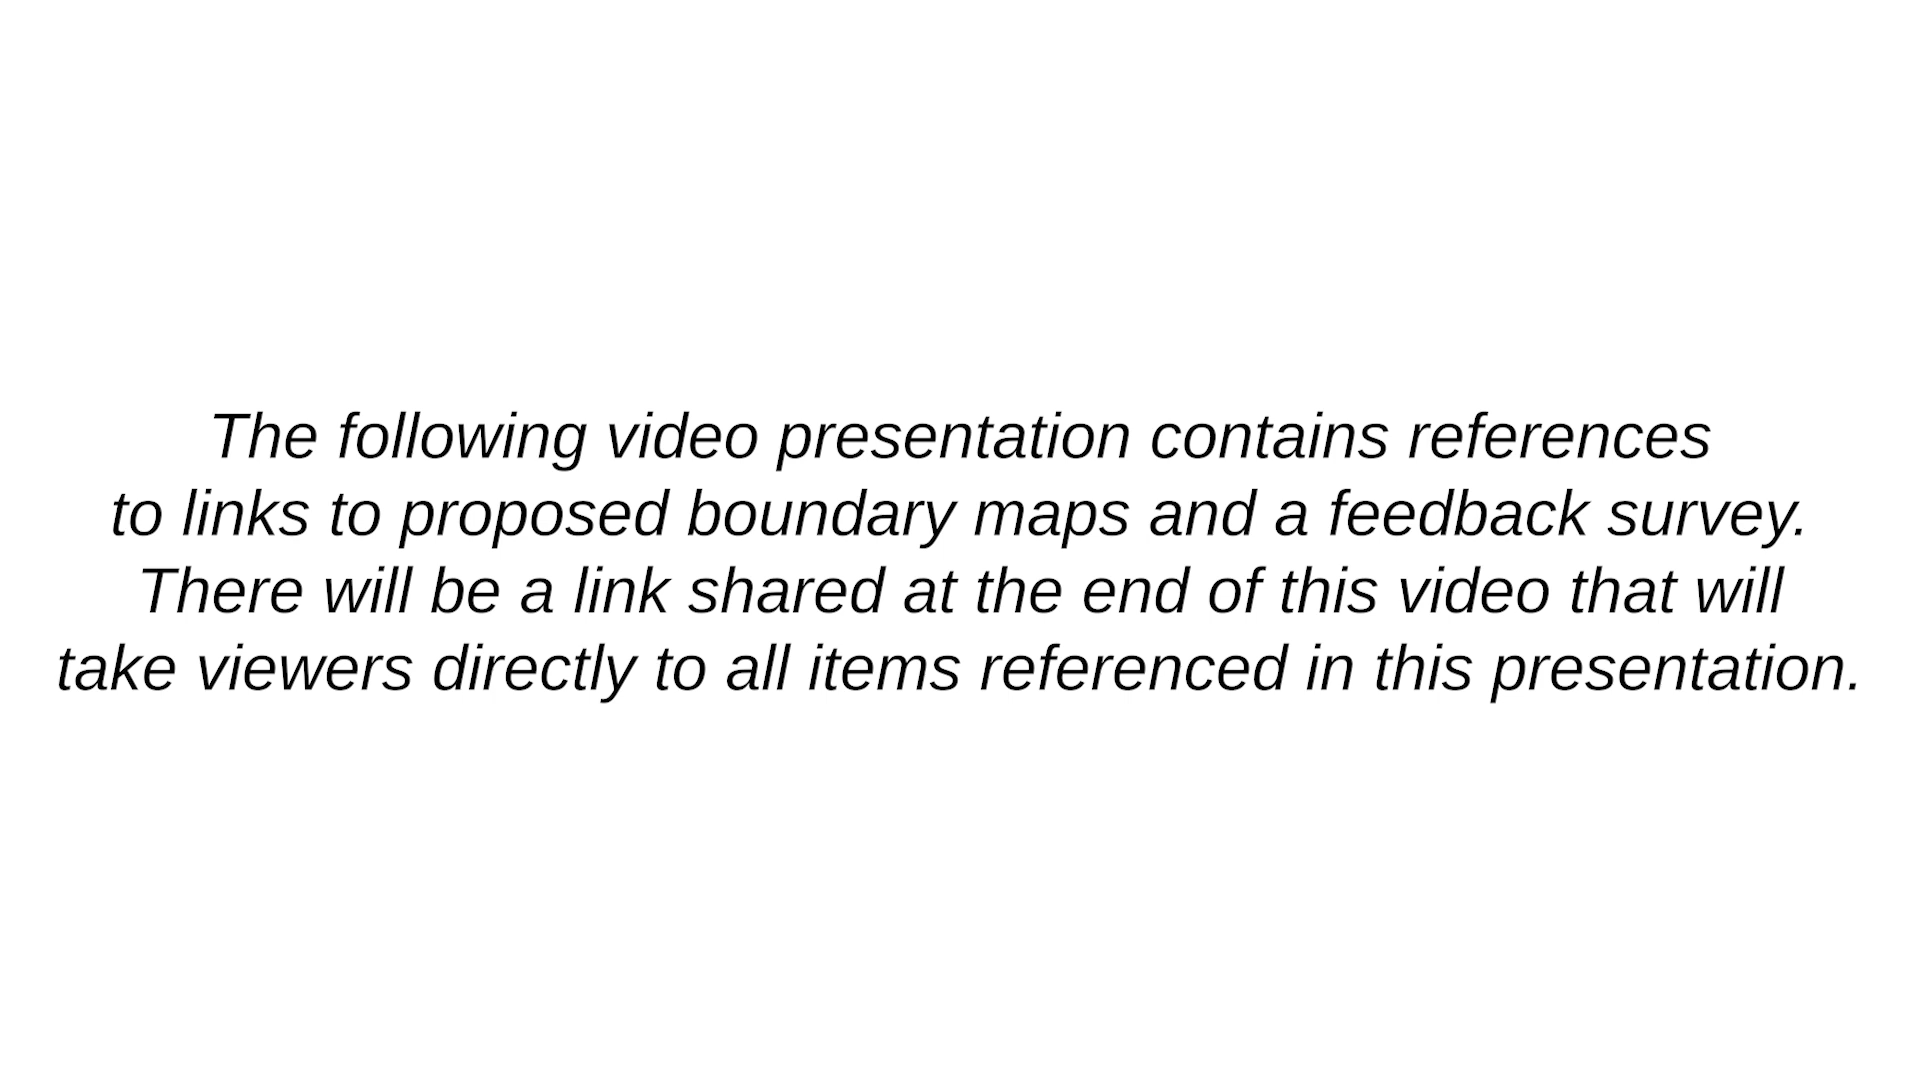 The following video presentation contains references
to links to proposed boundary maps and a feedback survey.
There will be a link shared at the end of this video that will
take viewers directly to all items referenced in this presentation.